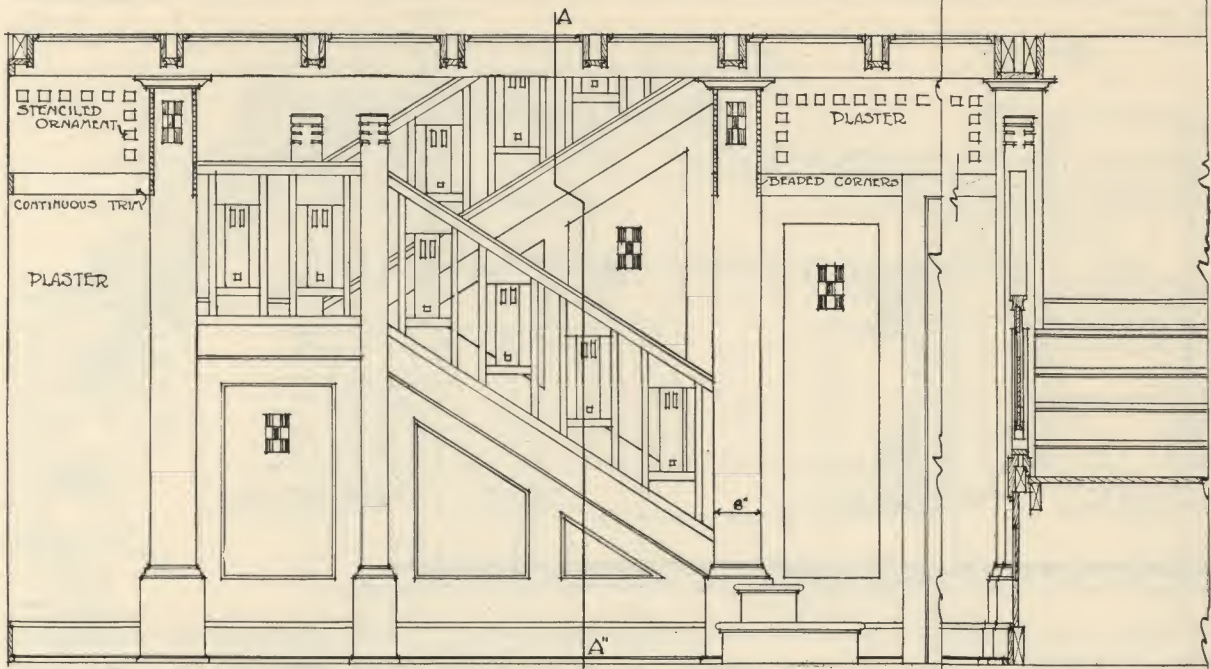 A
STENCILED
ORNAMENT
PLASTER
CONTINUOUS TRIM
BEADED CORNERS
PLASTER
8"
A"